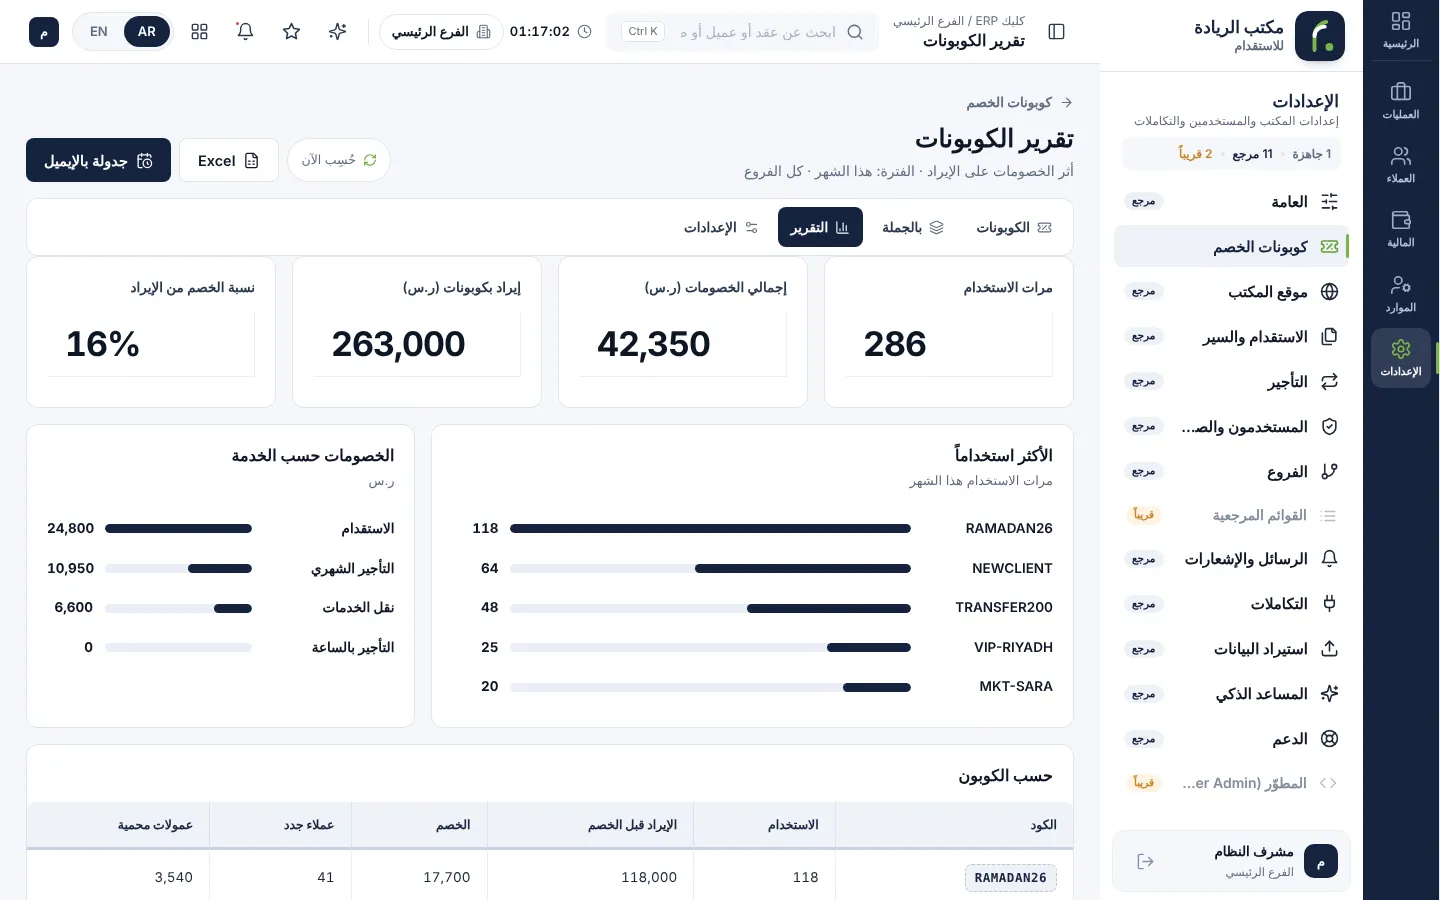 الرئيسية
العمليات
العملاء
المالية
الموارد
الإعدادات
مكتب الريادة
للاستقدام
الإعدادات
إعدادات المكتب والمستخدمين والتكاملات
1 جاهزة • 11 مرجع • 2 قريباً
العامة مرجع
كوبونات الخصم
موقع المكتب مرجع
الاستقدام والسير مرجع
التأجير مرجع
المستخدمون والصـ... مرجع
الفروع مرجع
القوائم المرجعية قريباً
الرسائل والإشعارات مرجع
التكاملات مرجع
استيراد البيانات مرجع
المساعد الذكي مرجع
الدعم مرجع
المطوّر (er Admin... قريباً
م
مشرف النظام
الفرع الرئيسي
كليك ERP / الفرع الرئيسي
تقرير الكوبونات
ابحث عن عقد أو عميل أو
Ctrl K
01:17:02
الفرع الرئيسي
AR EN
م
كوبونات الخصم
تقرير الكوبونات
أثر الخصومات على الإيراد · الفترة: هذا الشهر · كل الفروع
حُسِب الآن
Excel
جدولة بالإيميل
الكوبونات
بالجملة
التقرير
الإعدادات
مرات الاستخدام
286
إجمالي الخصومات (ر.س)
42,350
إيراد بكوبونات (ر.س)
263,000
نسبة الخصم من الإيراد
16%
الأكثر استخداماً
مرات الاستخدام هذا الشهر
RAMADAN26 118
NEWCLIENT 64
TRANSFER200 48
VIP-RIYADH 25
MKT-SARA 20
الخصومات حسب الخدمة
ر.س
الاستقدام 24,800
التأجير الشهري 10,950
نقل الخدمات 6,600
التأجير بالساعة 0
حسب الكوبون
الكود الاستخدام الإيراد قبل الخصم الخصم عملاء جدد عمولات محمية
RAMADAN26 118 118,000 17,700 41 3,540